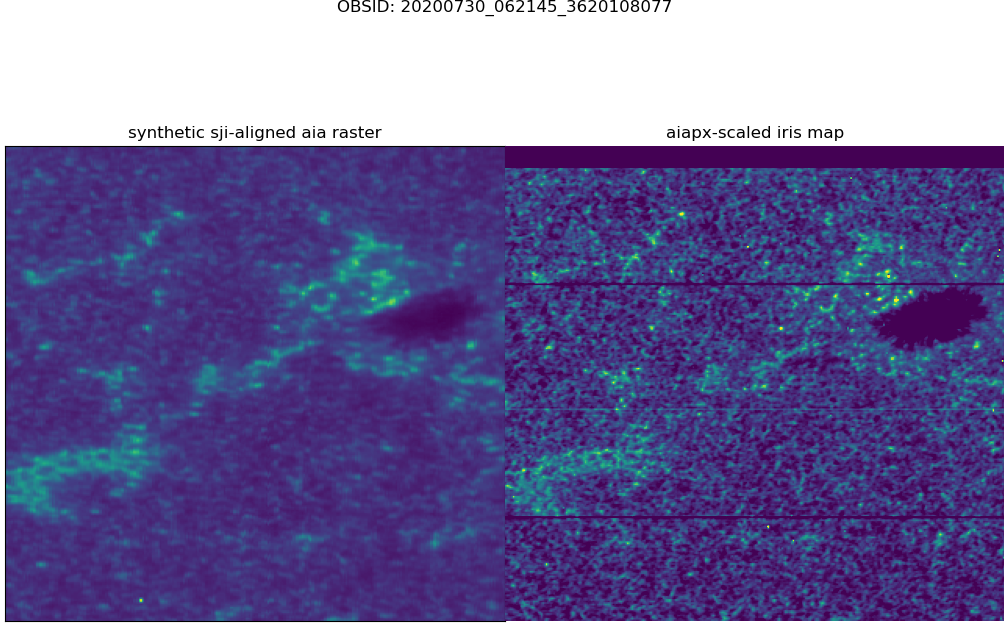 OBSID: 20200730_062145_3620108077
synthetic sji-aligned aia raster
aiapx-scaled iris map